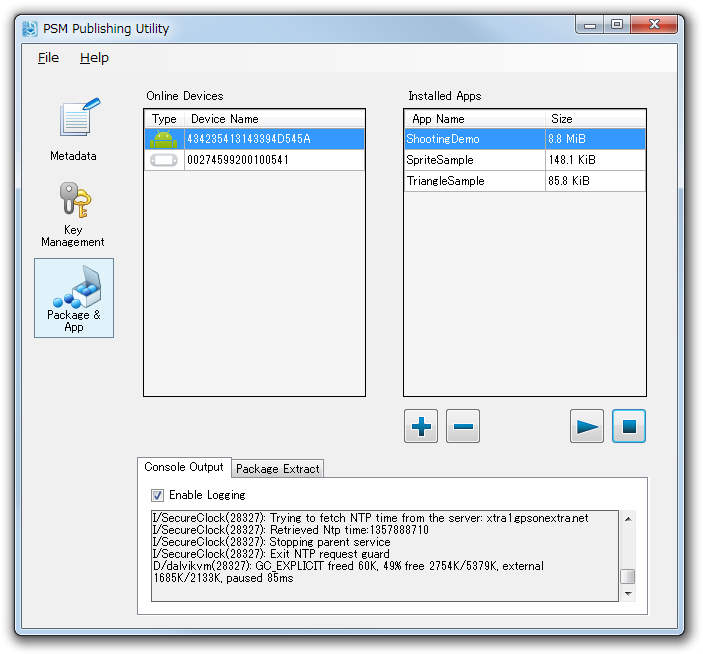 PSM Publishing Utility
File Help
Metadata
Key
Management
Package &
App
Online Devices
Type Device Name
434235413143394D545A
00274599200100541
Installed Apps
App Name Size
ShootingDemo 8.8 MiB
SpriteSample 148.1 KiB
TriangleSample 85.8 KiB
Console Output Package Extract
Enable Logging
I/SecureClock(28327): Trying to fetch NTP time from the server: xtra1.gpsonextra.net
I/SecureClock(28327): Retrieved Ntp time:1357888710
I/SecureClock(28327): Stopping parent service
I/SecureClock(28327): Exit NTP request guard
D/dalvikvm(28327): GC_EXPLICIT freed 60K, 49% free 2754K/5379K, external
1685K/2133K, paused 85ms